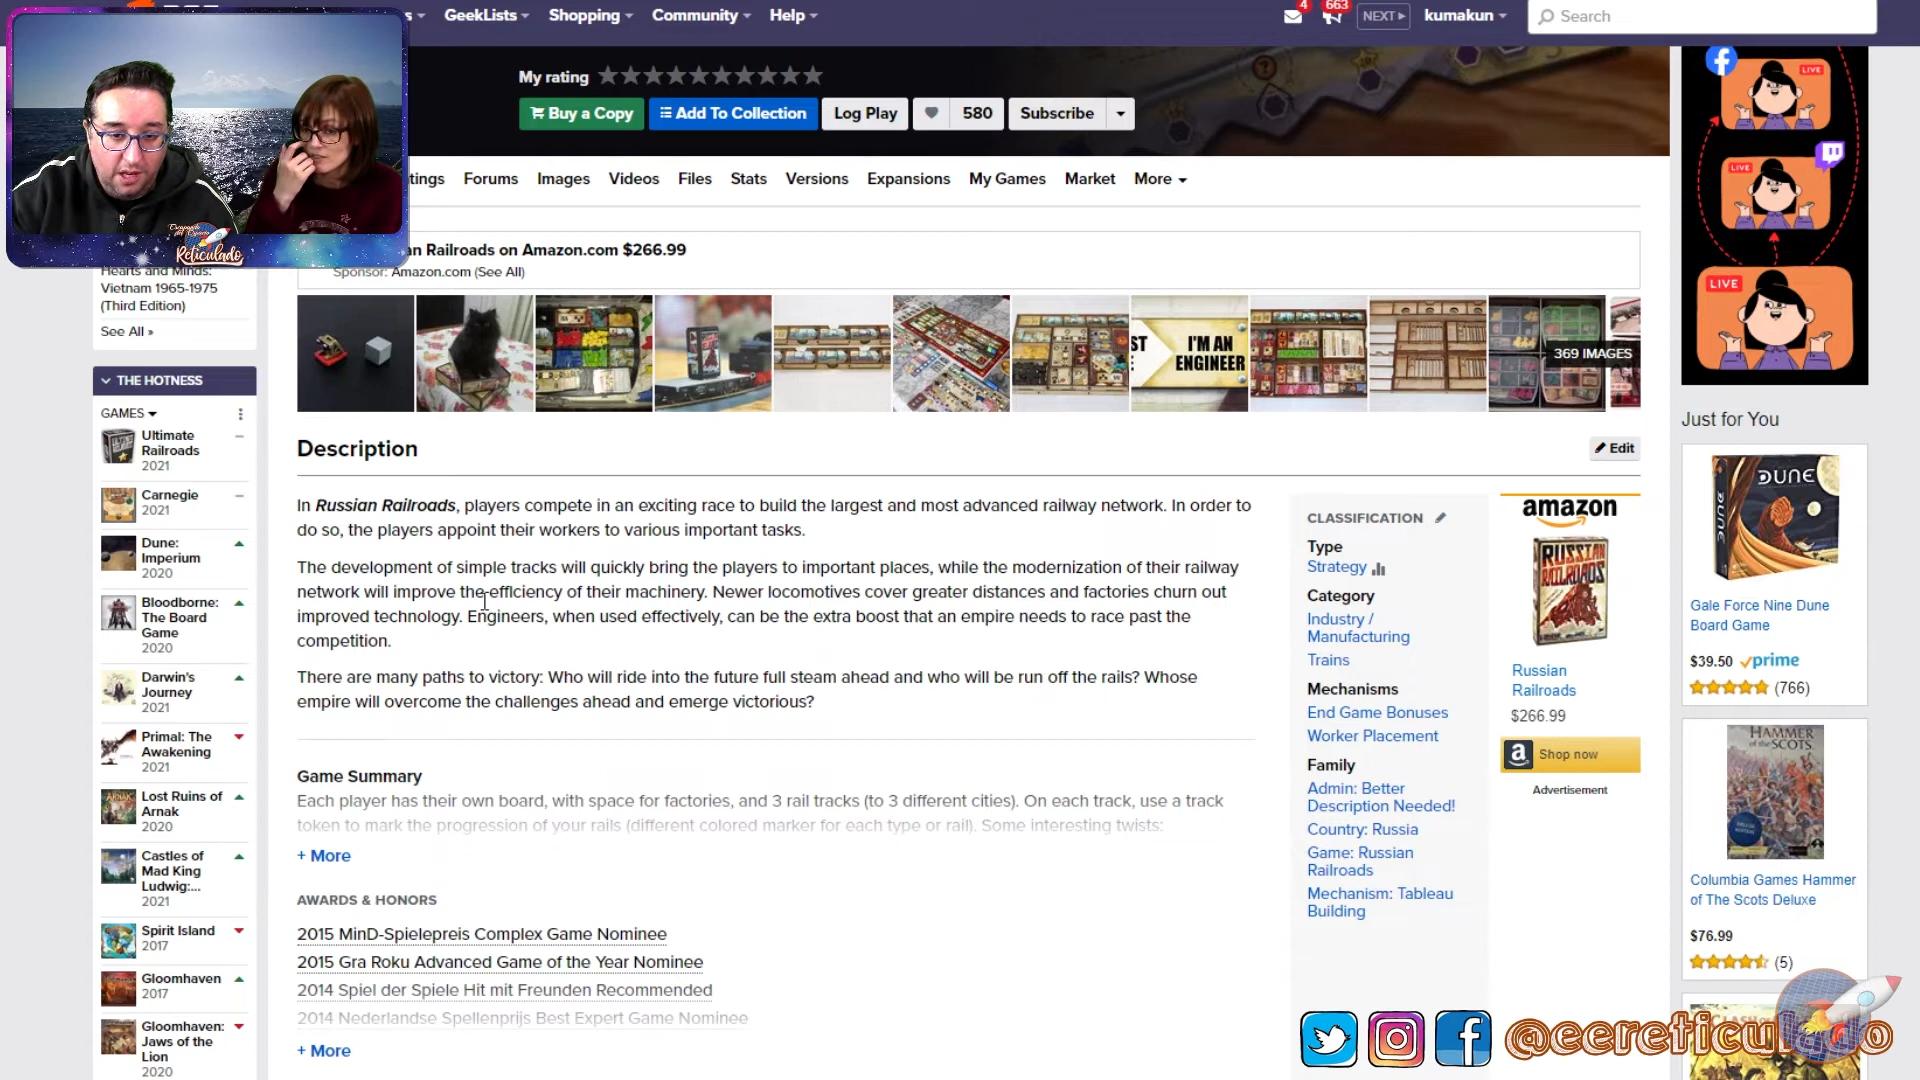 GeekLists
Shopping
Community
Help
4
663
NEXT
kumakun
Search
My rating
Buy a Copy
Add To Collection
Log Play
580
Subscribe
tings
Forums
Images
Videos
Files
Stats
Versions
Expansions
My Games
Market
More
an Railroads on Amazon.com $266.99
Sponsor: Amazon.com (See All)
Reticulado
Hearts and Minds:
Vietnam 1965-1975
(Third Edition)
See All »
THE HOTNESS
GAMES
Ultimate
Railroads
2021
Carnegie
2021
Dune:
Imperium
2020
Bloodborne:
The Board
Game
2020
Darwin's
Journey
2021
Primal: The
Awakening
2021
Lost Ruins of
Arnak
2020
Castles of
Mad King
Ludwig:...
2021
Spirit Island
2017
Gloomhaven
2017
Gloomhaven:
Jaws of the
Lion
2020
ST
I'M AN
ENGINEER
369 IMAGES
Description
Edit
In Russian Railroads, players compete in an exciting race to build the largest and most advanced railway network. In order to
do so, the players appoint their workers to various important tasks.
The development of simple tracks will quickly bring the players to important places, while the modernization of their railway
network will improve the efficiency of their machinery. Newer locomotives cover greater distances and factories churn out
improved technology. Engineers, when used effectively, can be the extra boost that an empire needs to race past the
competition.
There are many paths to victory: Who will ride into the future full steam ahead and who will be run off the rails? Whose
empire will overcome the challenges ahead and emerge victorious?
Game Summary
Each player has their own board, with space for factories, and 3 rail tracks (to 3 different cities). On each track, use a track
token to mark the progression of your rails (different colored marker for each type or rail). Some interesting twists:
+ More
AWARDS & HONORS
2015 MinD-Spielepreis Complex Game Nominee
2015 Gra Roku Advanced Game of the Year Nominee
2014 Spiel der Spiele Hit mit Freunden Recommended
2014 Nederlandse Spellenprijs Best Expert Game Nominee
+ More
CLASSIFICATION
Type
Strategy
Category
Industry /
Manufacturing
Trains
Mechanisms
End Game Bonuses
Worker Placement
Family
Admin: Better
Description Needed!
Country: Russia
Game: Russian
Railroads
Mechanism: Tableau
Building
amazon
RUSSIAN
RAILROADS
Russian
Railroads
$266.99
Shop now
Advertisement
LIVE
LIVE
LIVE
Just for You
DUNE
DUNE
Gale Force Nine Dune
Board Game
$39.50 prime
(766)
HAMMER
of the SCOTS
Columbia Games Hammer
of The Scots Deluxe
$76.99
(5)
@eereticulado